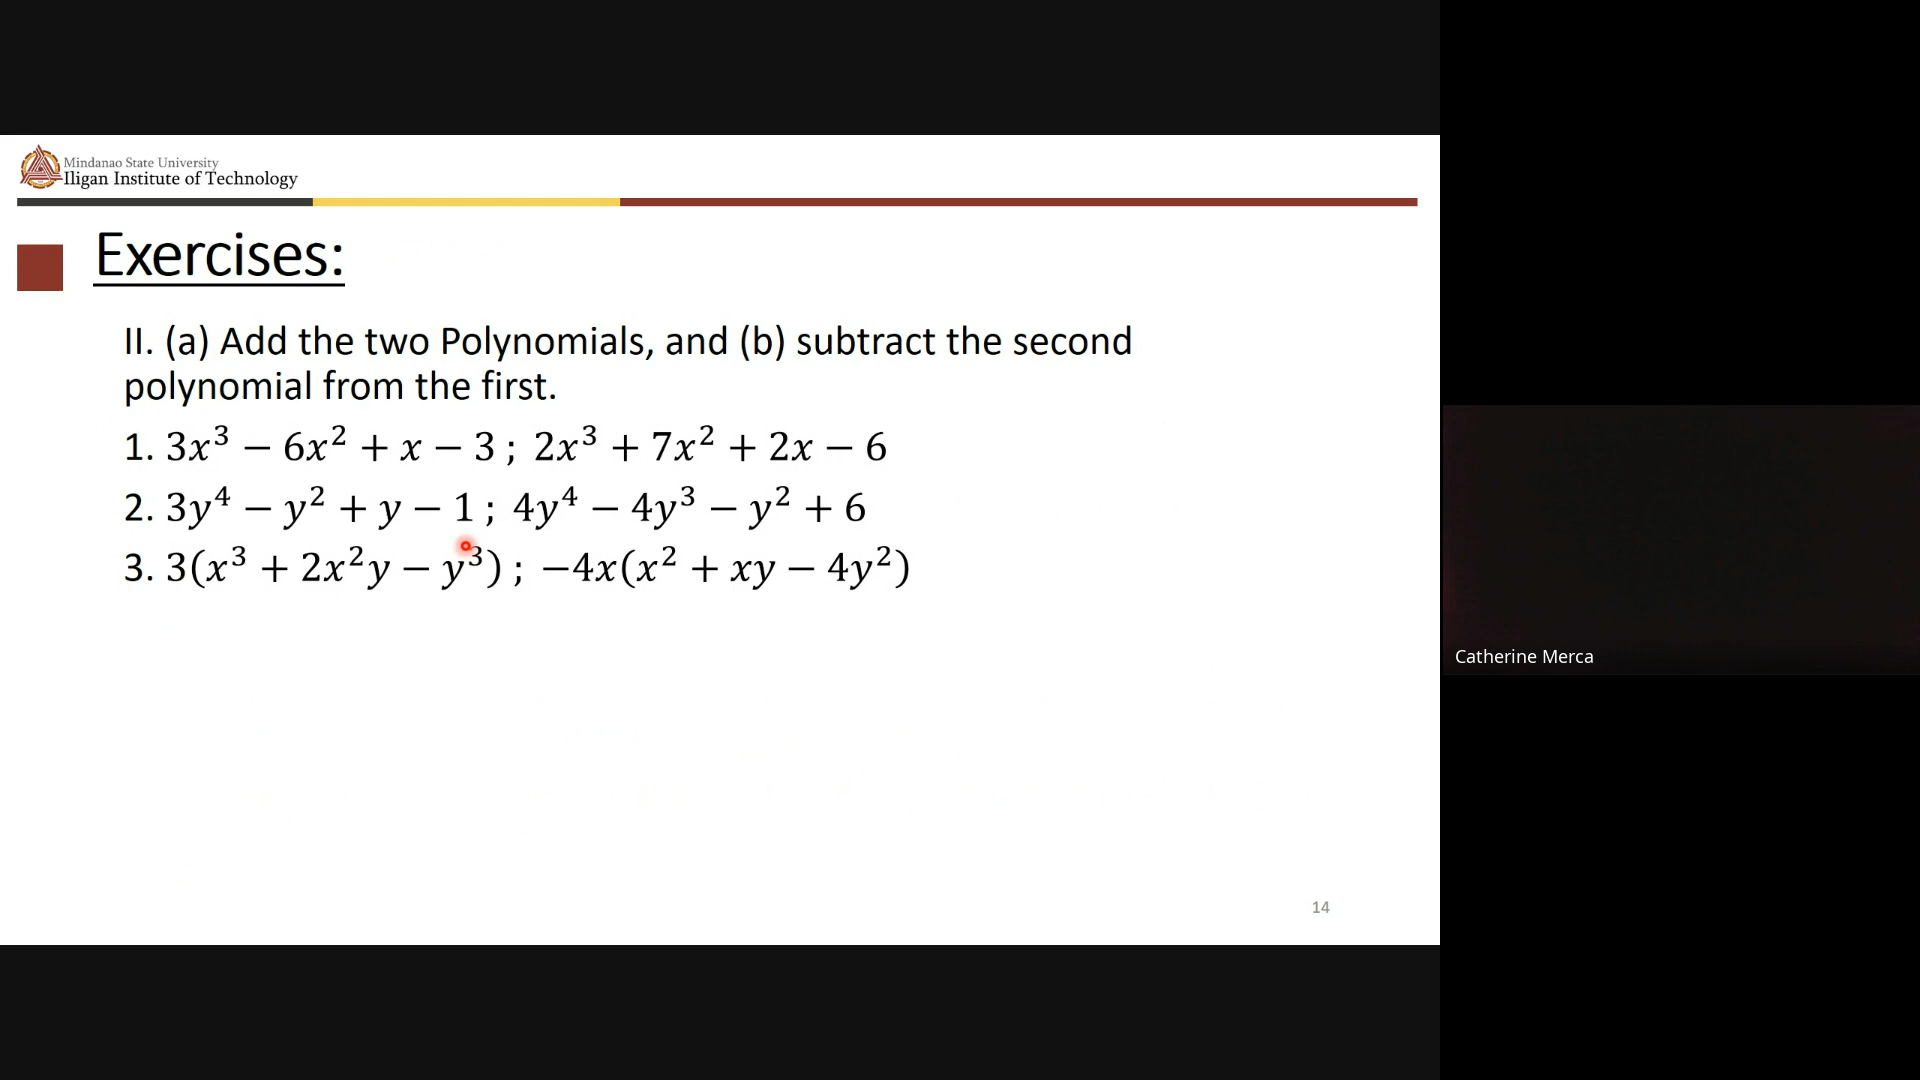 Mindanao State University
Iligan Institute of Technology
Exercises:
II. (a) Add the two Polynomials, and (b) subtract the second
polynomial from the first.
1. 3x³ − 6x² + x − 3 ; 2x³ + 7x² + 2x − 6
2. 3y⁴ − y² + y − 1 ; 4y⁴ − 4y³ − y² + 6
3. 3(x³ + 2x²y − y³) ; −4x(x² + xy − 4y²)
Catherine Merca
14